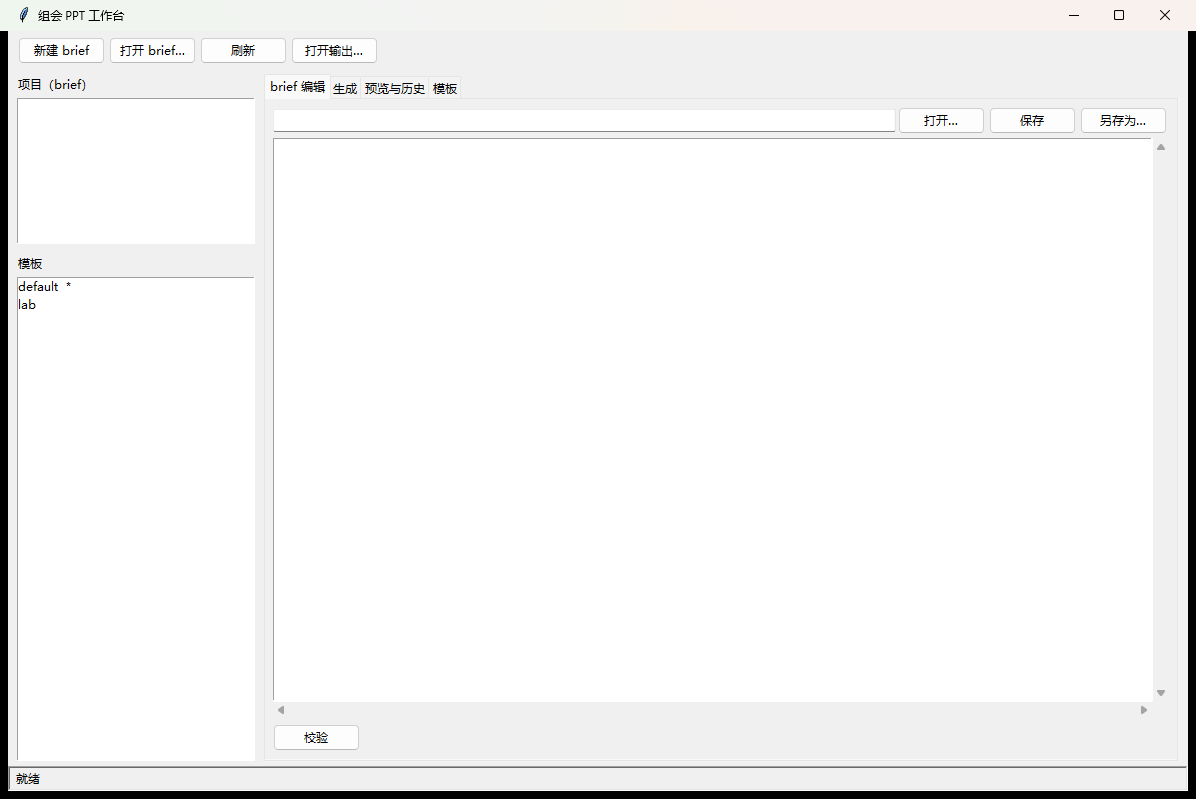 组会 PPT 工作台
新建 brief 打开 brief... 刷新 打开输出...
项目（brief） brief 编辑 生成 预览与历史 模板
打开... 保存 另存为...
模板
default *
lab
校验
就绪